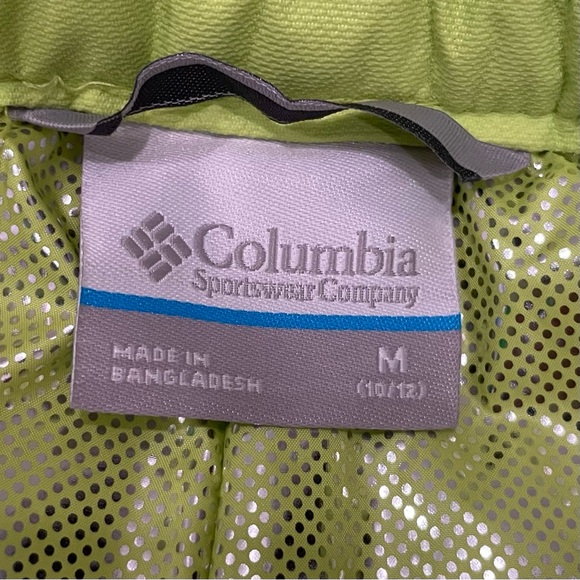 Columbia
Sportswear Company
MADE IN
BANGLADESH
M
(10/12)